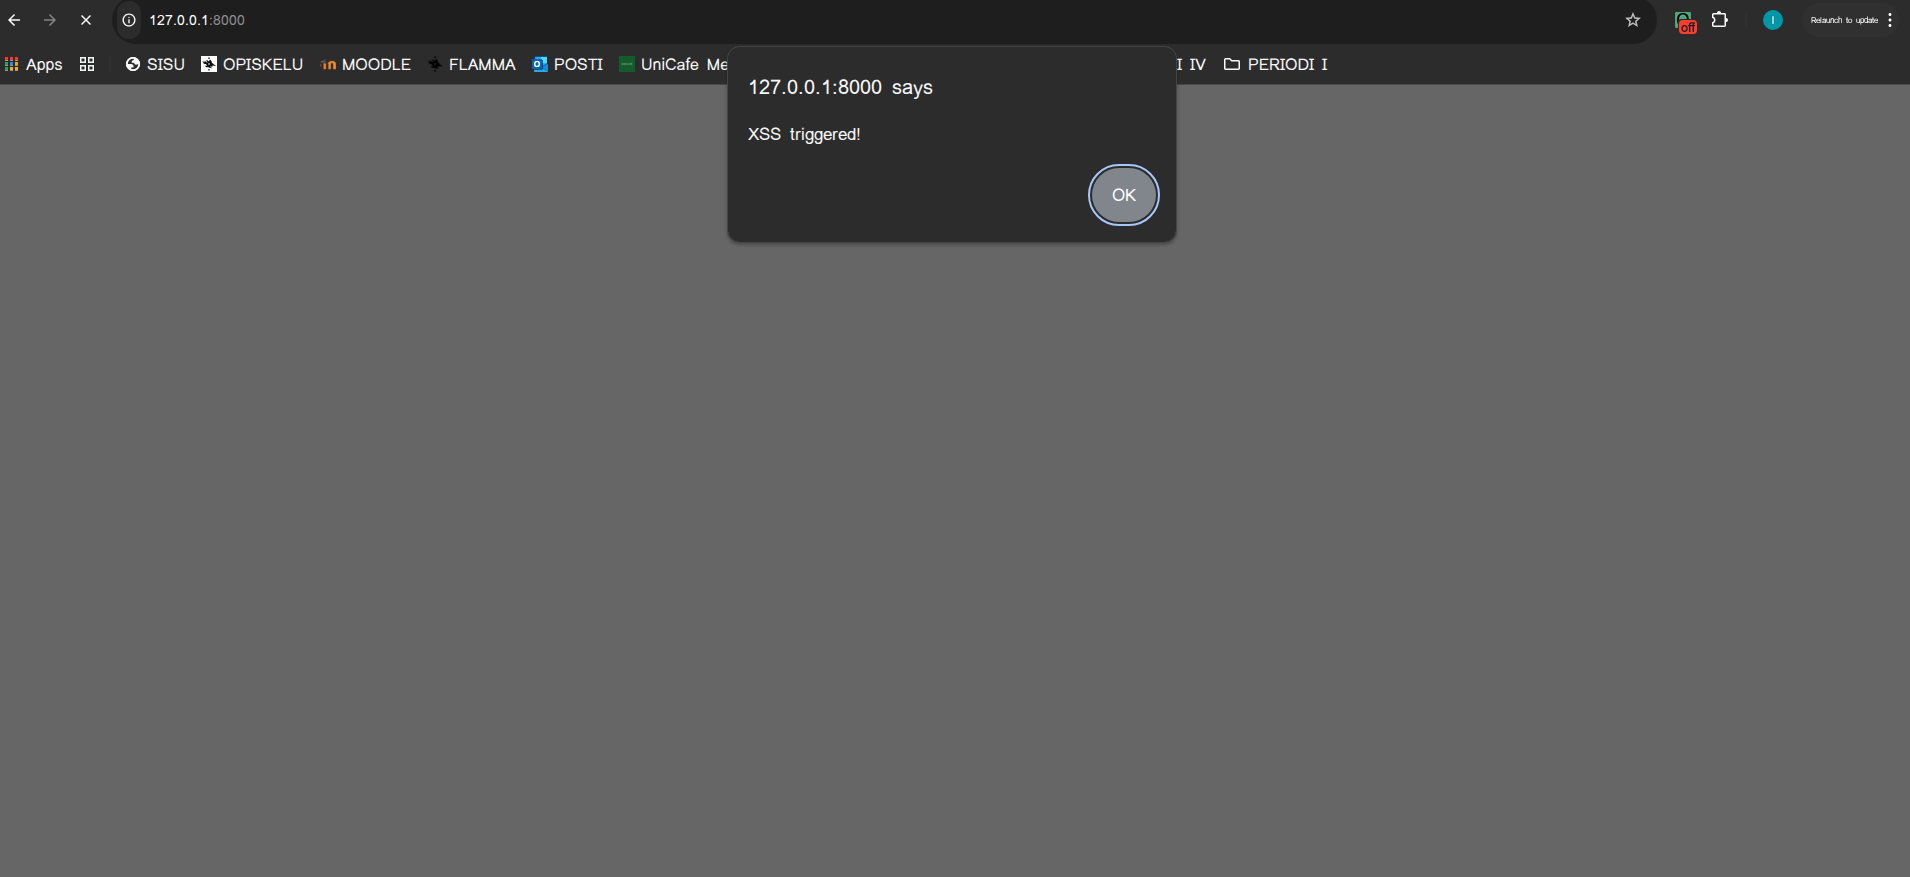 127.0.0.1:8000
off
I
Relaunch to update
Apps
SISU
OPISKELU
MOODLE
FLAMMA
POSTI
UniCafe Me
I IV
PERIODI I
127.0.0.1:8000 says
XSS triggered!
OK